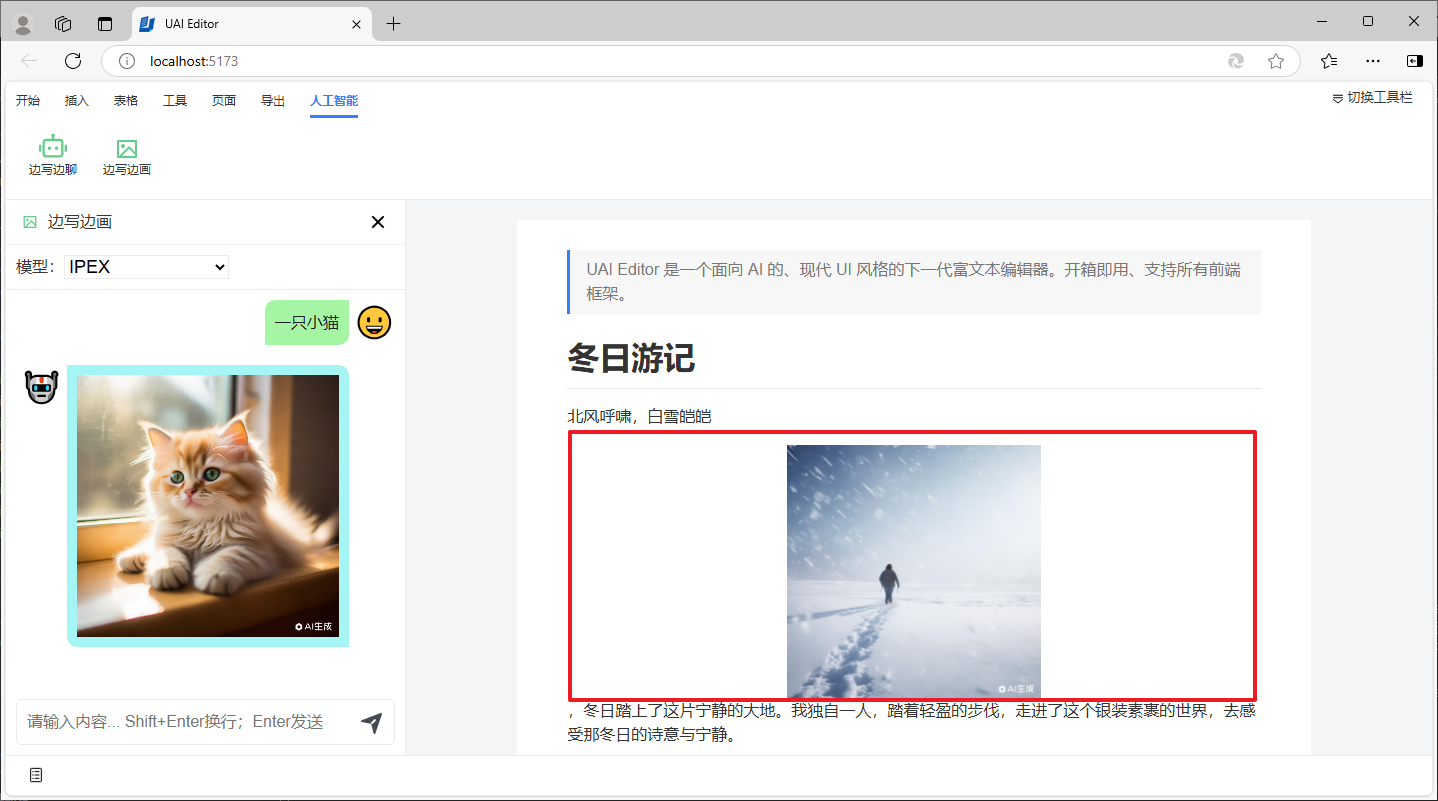 UAI Editor
localhost:5173
开始 插入 表格 工具 页面 导出 人工智能
切换工具栏
边写边聊 边写边画
边写边画
模型： IPEX
一只小猫
AI生成
请输入内容... Shift+Enter换行；Enter发送
UAI Editor 是一个面向 AI 的、现代 UI 风格的下一代富文本编辑器。开箱即用、支持所有前端
框架。
冬日游记
北风呼啸，白雪皑皑
AI生成
，冬日踏上了这片宁静的大地。我独自一人，踏着轻盈的步伐，走进了这个银装素裹的世界，去感
受那冬日的诗意与宁静。